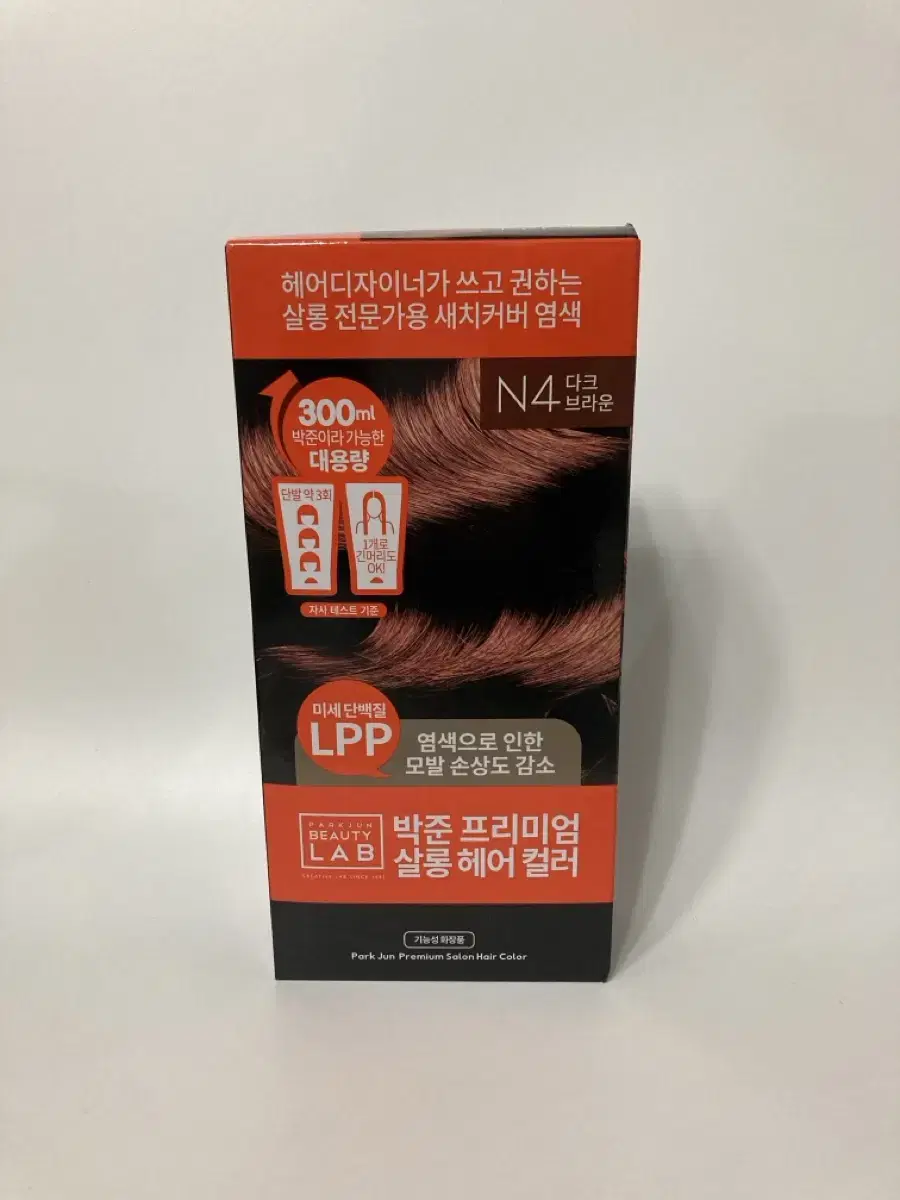 헤어디자이너가 쓰고 권하는
살롱 전문가용 새치커버 염색
N4 다크
브라운
300ml
박준이라 가능한
대용량
단발 약 3회
1개로
긴머리도
OK!
자사 테스트 기준
미세 단백질
LPP
염색으로 인한
모발 손상도 감소
PARKJUN
BEAUTY
LAB
CREATIVE LAB SINCE 1981
박준 프리미엄
살롱 헤어 컬러
기능성 화장품
Park Jun Premium Salon Hair Color